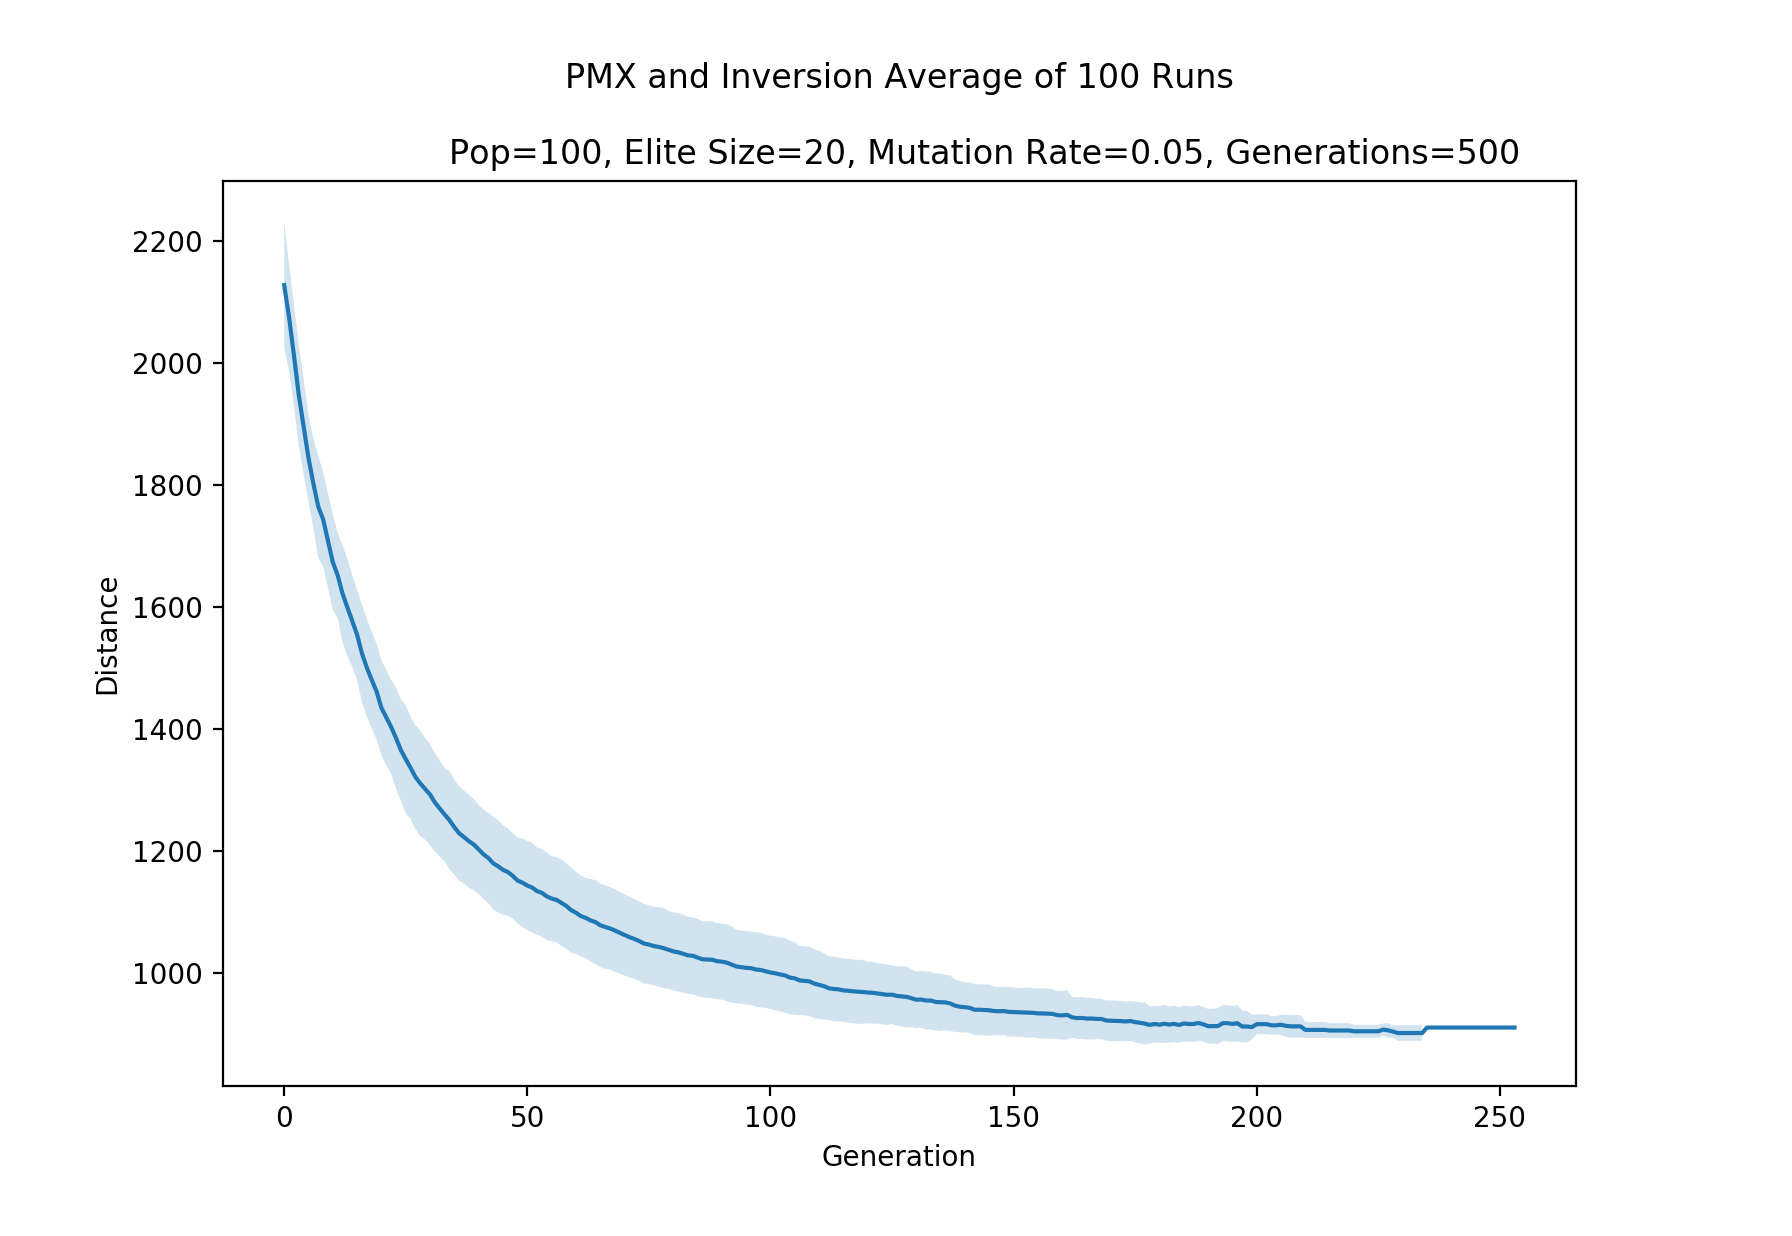 PMX and Inversion Average of 100 Runs
Pop=100, Elite Size=20, Mutation Rate=0.05, Generations=500
2200
2000
1800
1600
1400
1200
1000
Distance
0 50 100 150 200 250
Generation